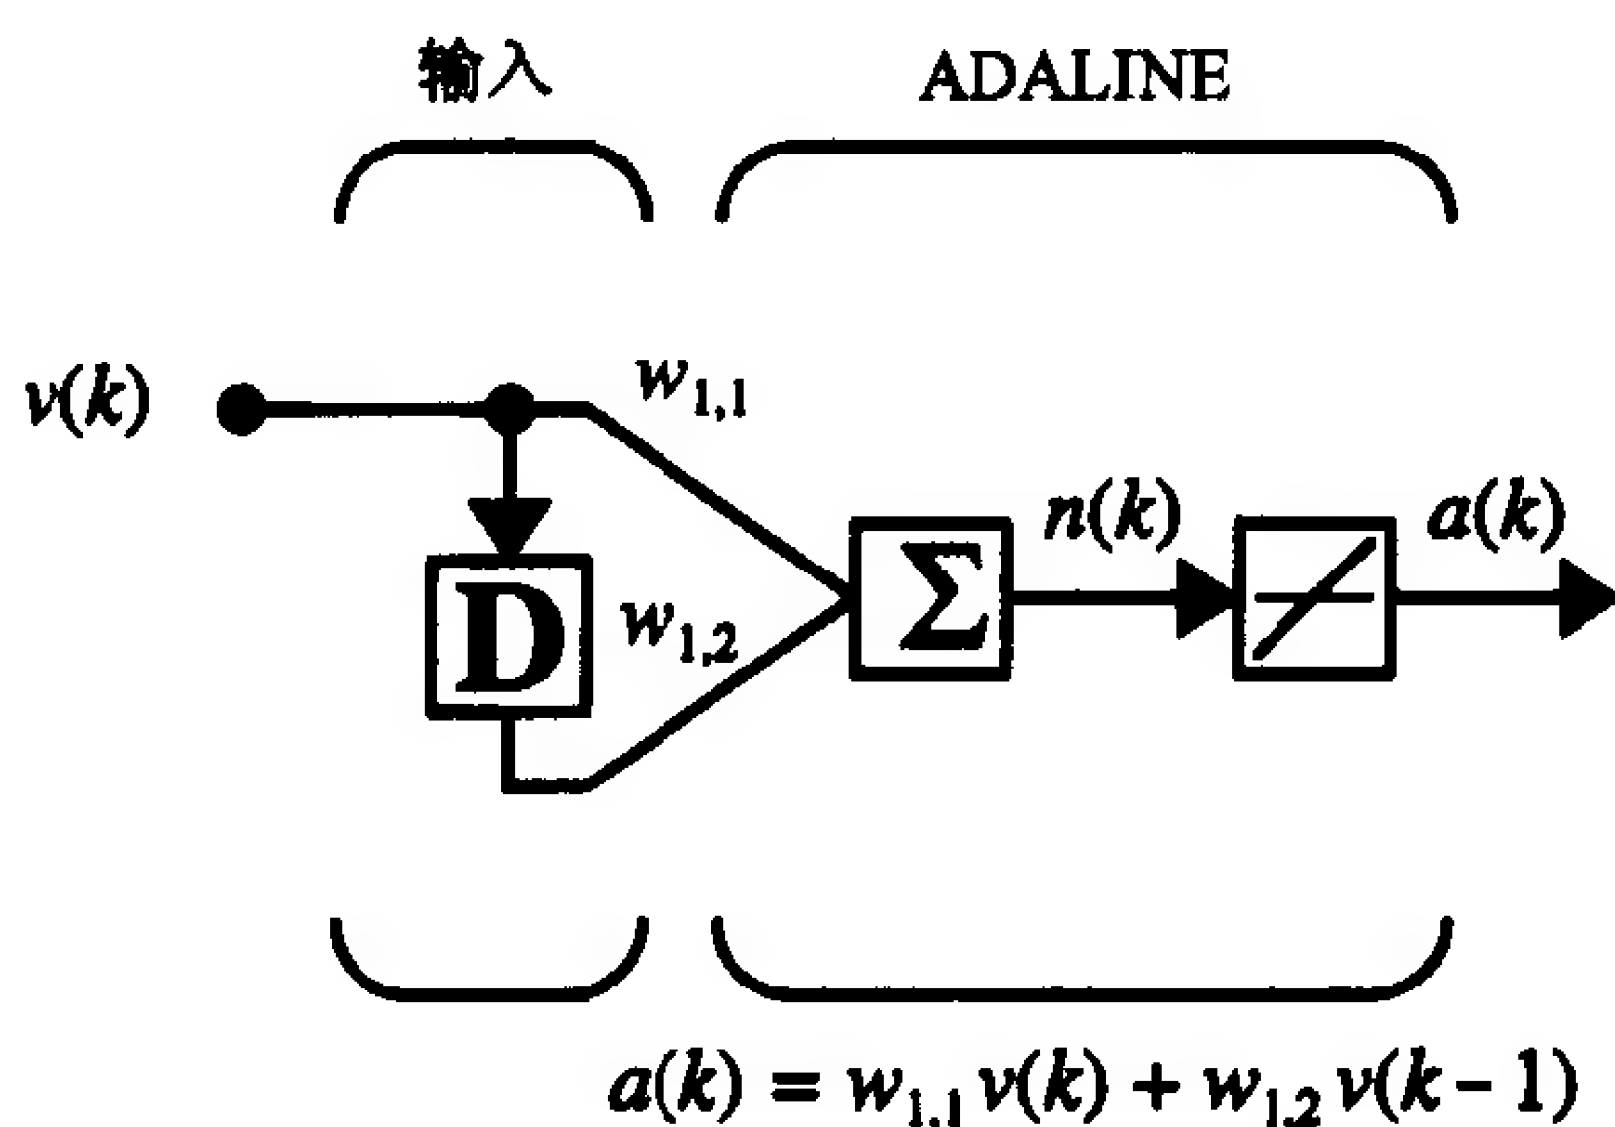 输入
ADALINE
v(k)
w1,1
D
w1,2
Σ
n(k)
a(k)
a(k) = w1,1 v(k) + w1,2 v(k − 1)